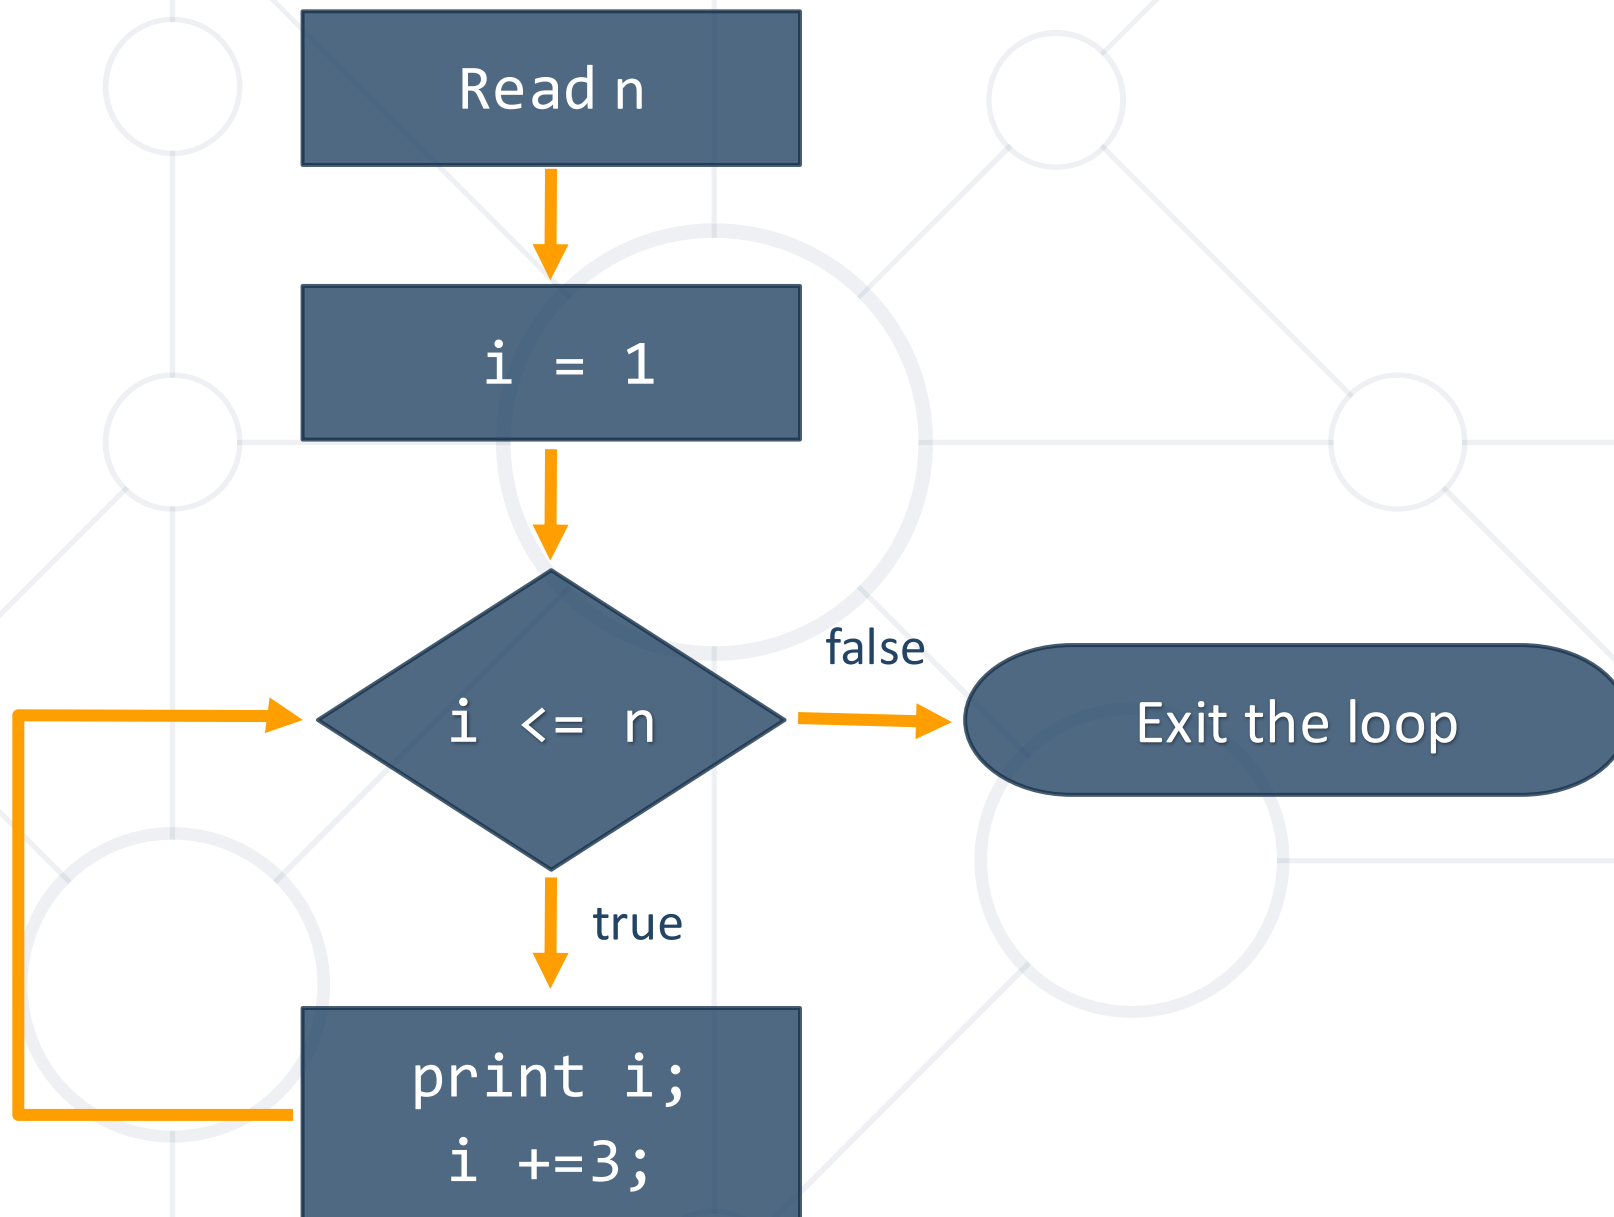 Read n
i = 1
i <= n
false
Exit the loop
true
print i;
i +=3;